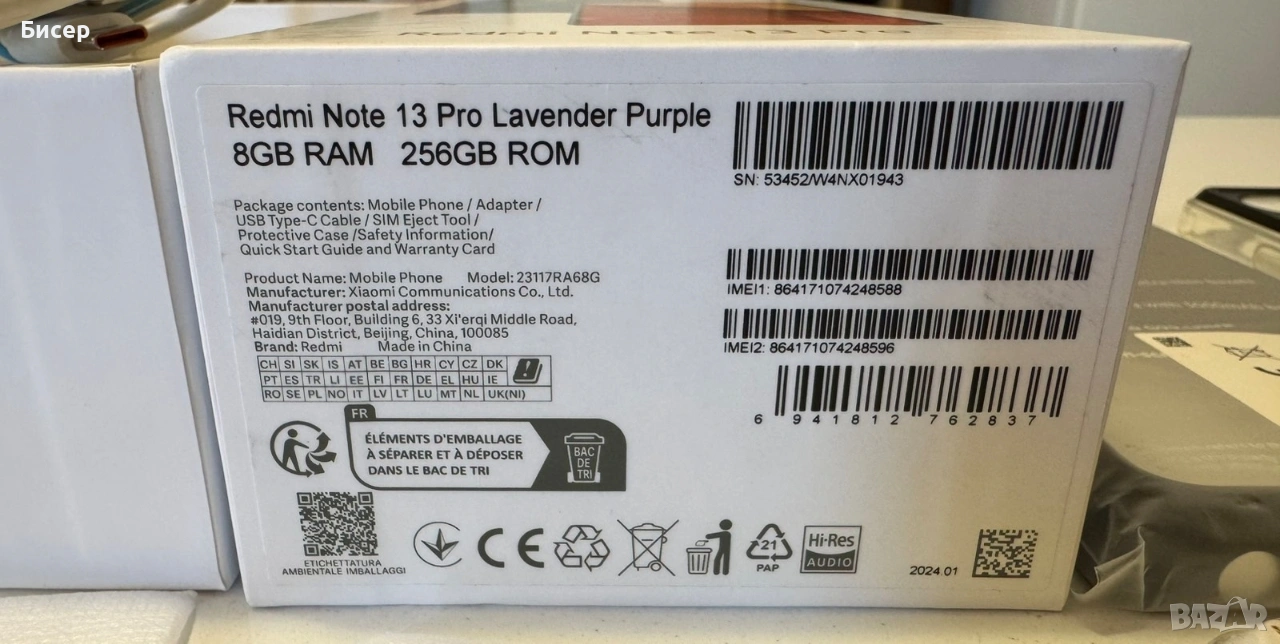 Бисер
Redmi Note 13 Pro
Redmi Note 13 Pro Lavender Purple
8GB RAM 256GB ROM
SN: 53452/W4NX01943
Package contents: Mobile Phone / Adapter /
USB Type-C Cable / SIM Eject Tool /
Protective Case /Safety Information/
Quick Start Guide and Warranty Card
Product Name: Mobile Phone Model: 23117RA68G
Manufacturer: Xiaomi Communications Co., Ltd.
Manufacturer postal address:
#019, 9th Floor, Building 6, 33 Xi'erqi Middle Road,
Haidian District, Beijing, China, 100085
Brand: Redmi Made in China
IMEI1: 864171074248588
IMEI2: 864171074248596
6 941812 762837
CH SI SK IS AT BE BG HR CY CZ DK
PT ES TR LI EE FI FR DE EL HU IE
RO SE PL NO IT LV LT LU MT NL UK(NI)
FR
ÉLÉMENTS D'EMBALLAGE
À SÉPARER ET À DÉPOSER
DANS LE BAC DE TRI
BAC
DE
TRI
ETICHETTATURA
AMBIENTALE IMBALLAGGI
CE
21
PAP
Hi-Res
AUDIO
2024.01
BAZAR